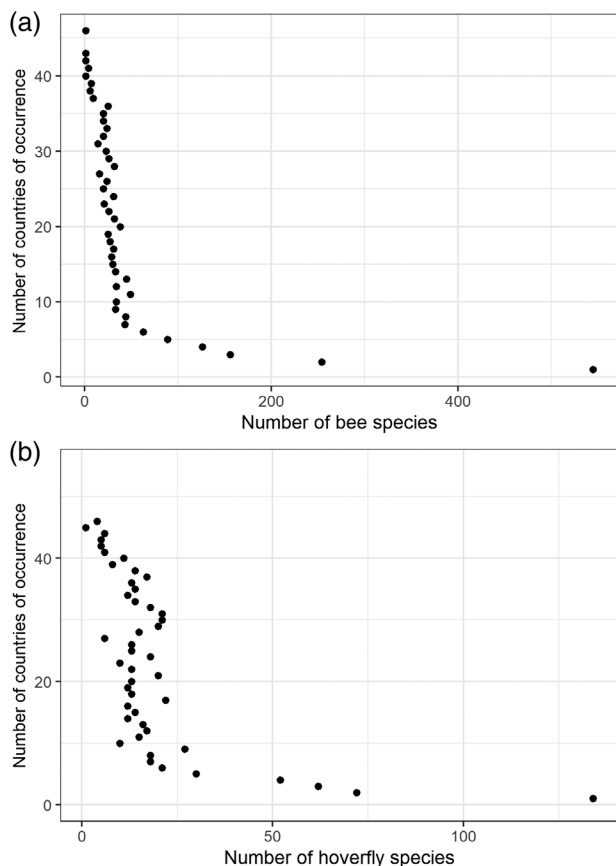 (a)
Number of countries of occurrence
40
30
20
10
0
0 200 400
Number of bee species
(b)
Number of countries of occurrence
40
20
0
0 50 100
Number of hoverfly species